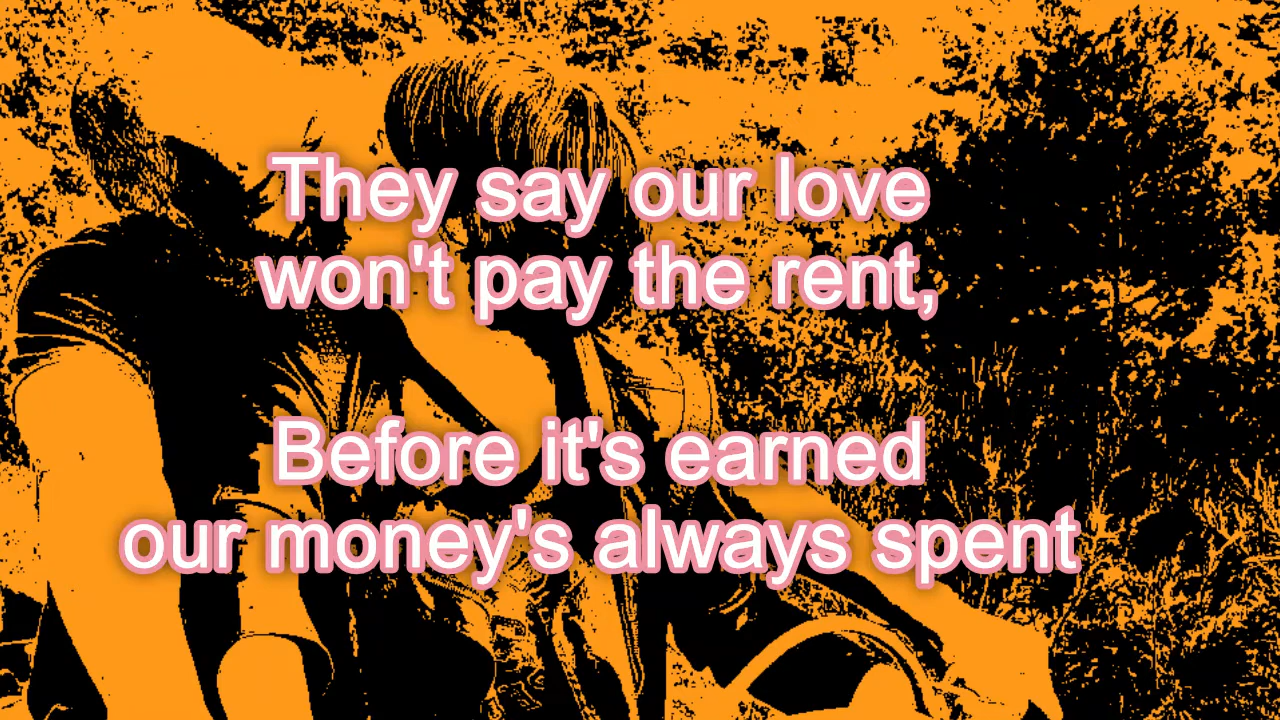 They say our love
won't pay the rent,
Before it's earned
our money's always spent